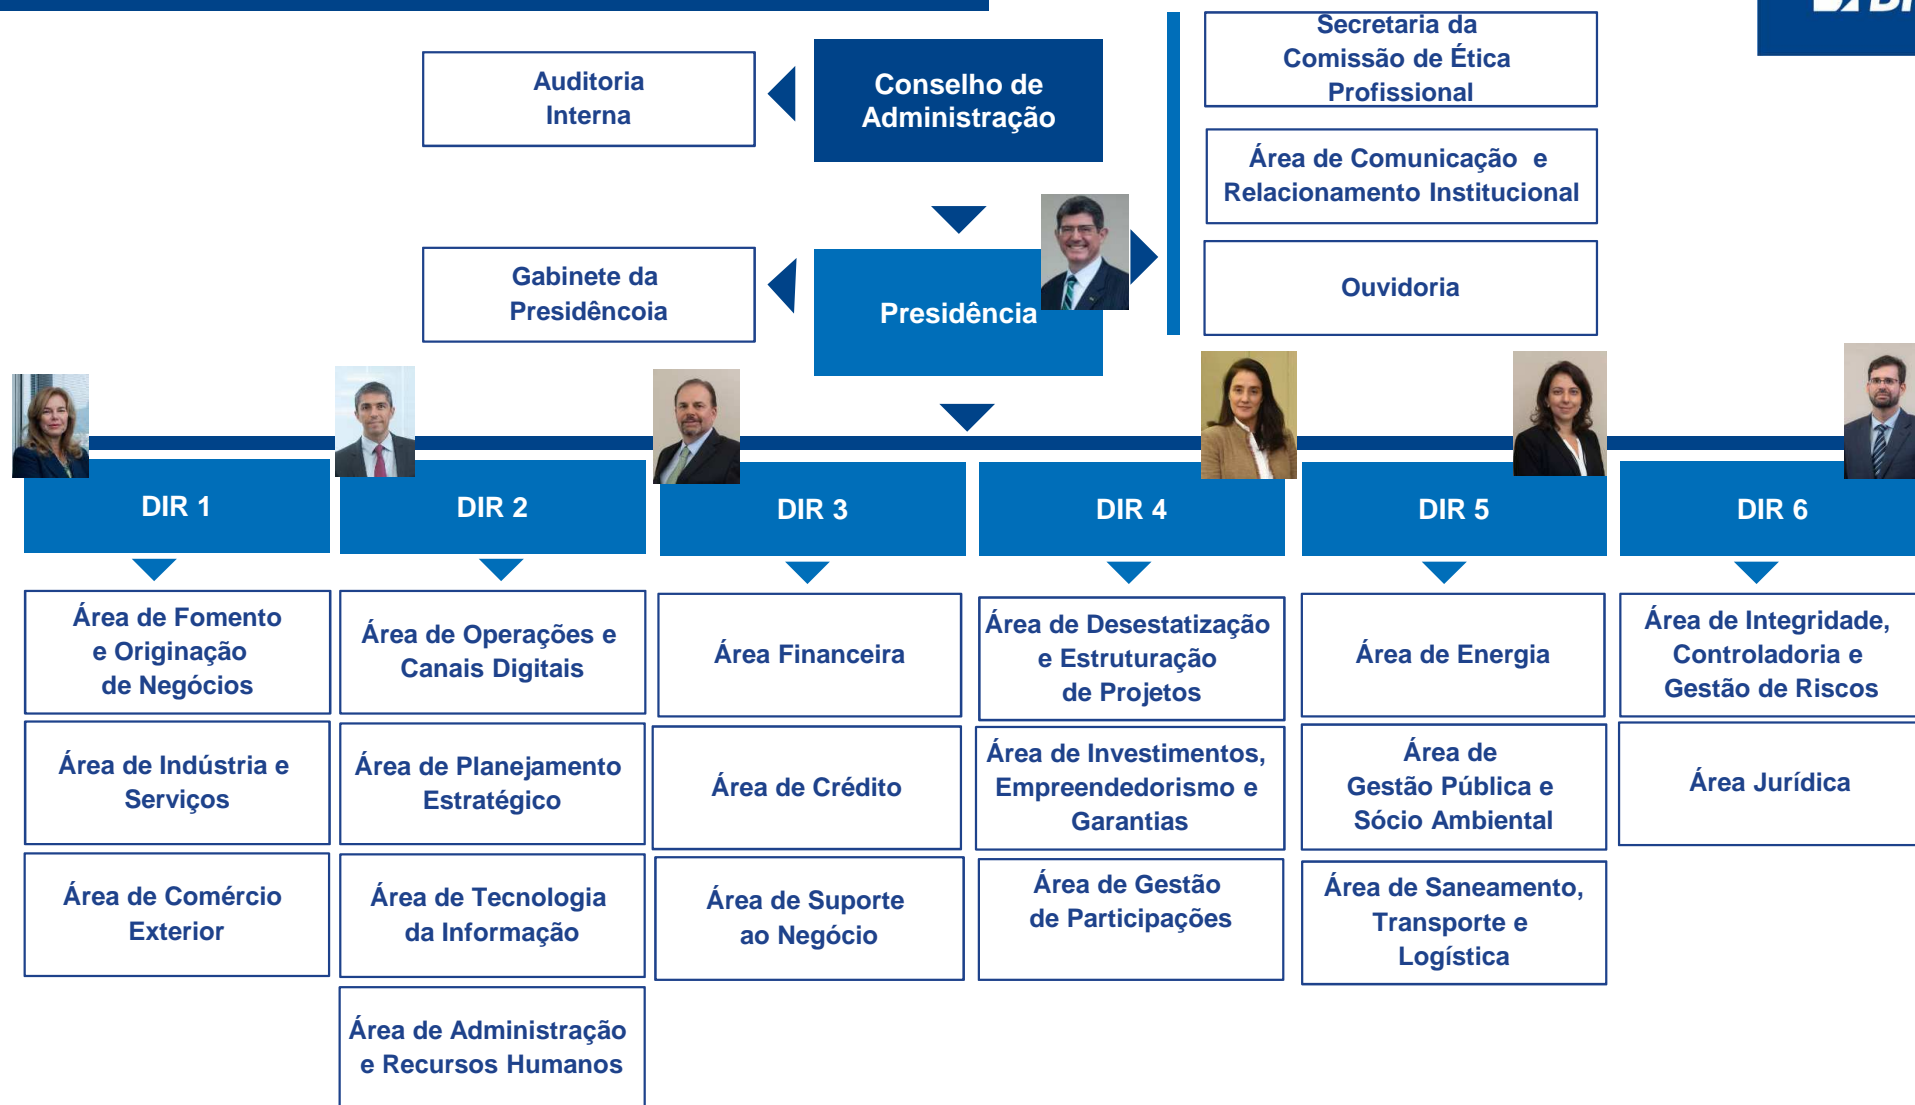 Auditoria
Interna
Conselho de
Administração
Secretaria da
Comissão de Ética
Profissional
Área de Comunicação e
Relacionamento Institucional
Gabinete da
Presidêncoia
Presidência
Ouvidoria
DIR 1
DIR 2
DIR 3
DIR 4
DIR 5
DIR 6
Área de Fomento
e Originação
de Negócios
Área de Operações e
Canais Digitais
Área Financeira
Área de Desestatização
e Estruturação
de Projetos
Área de Energia
Área de Integridade,
Controladoria e
Gestão de Riscos
Área de Indústria e
Serviços
Área de Planejamento
Estratégico
Área de Crédito
Área de Investimentos,
Empreendedorismo e
Garantias
Área de
Gestão Pública e
Sócio Ambiental
Área Jurídica
Área de Comércio
Exterior
Área de Tecnologia
da Informação
Área de Suporte
ao Negócio
Área de Gestão
de Participações
Área de Saneamento,
Transporte e
Logística
Área de Administração
e Recursos Humanos